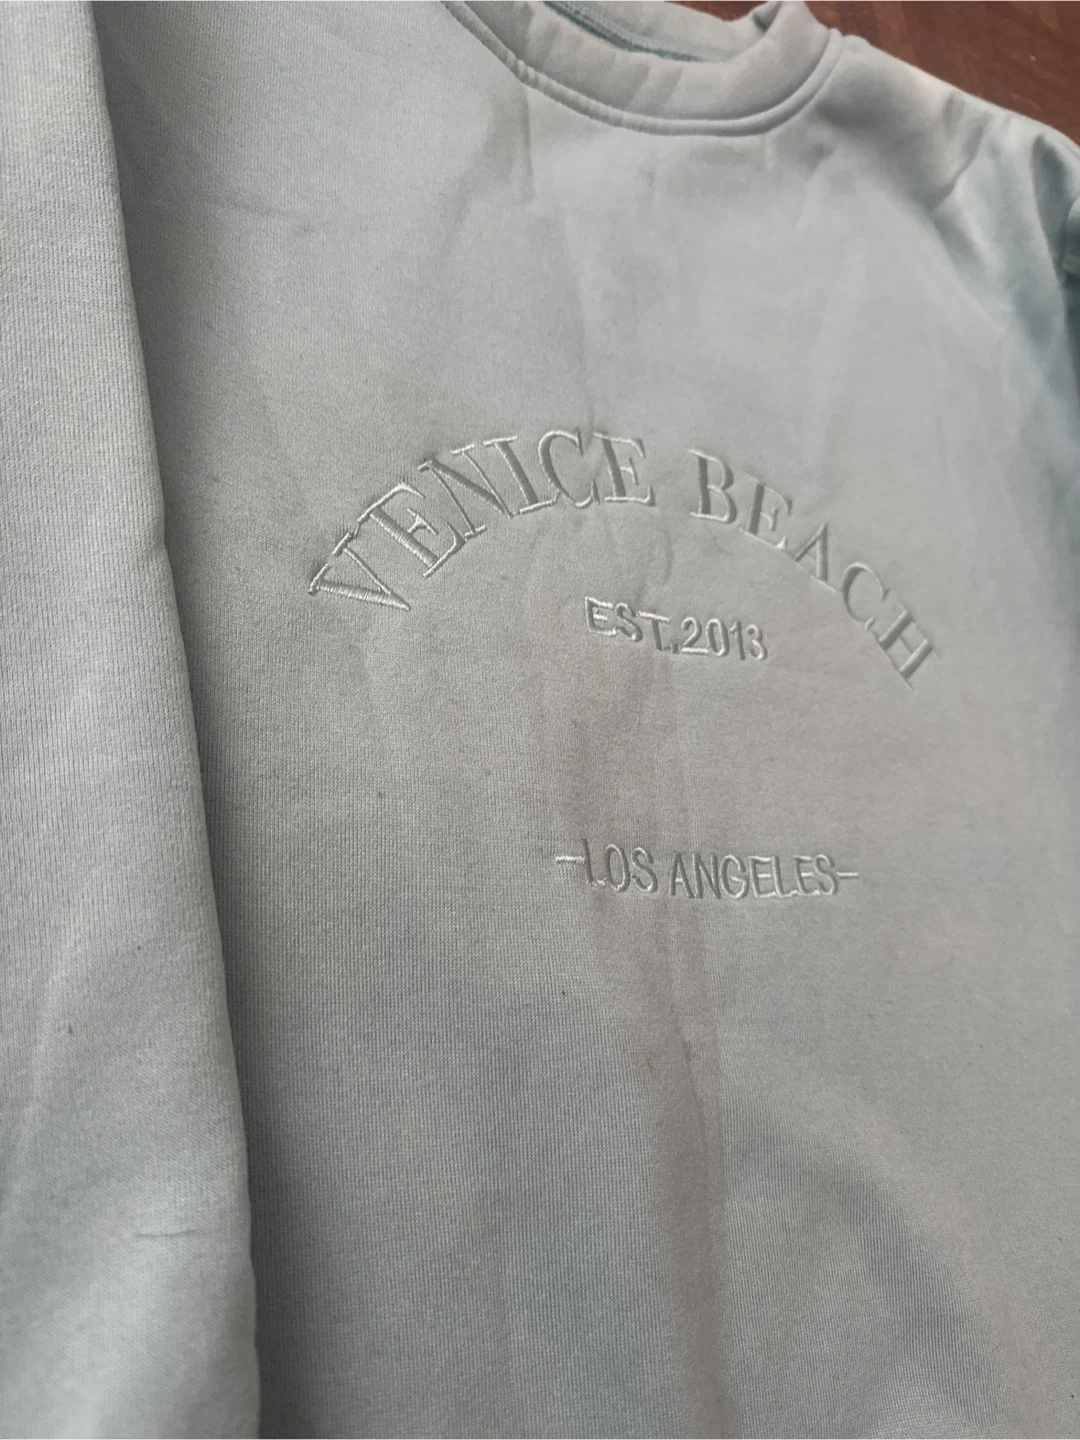 VENICE BEACH
EST.2013
-LOS ANGELES-